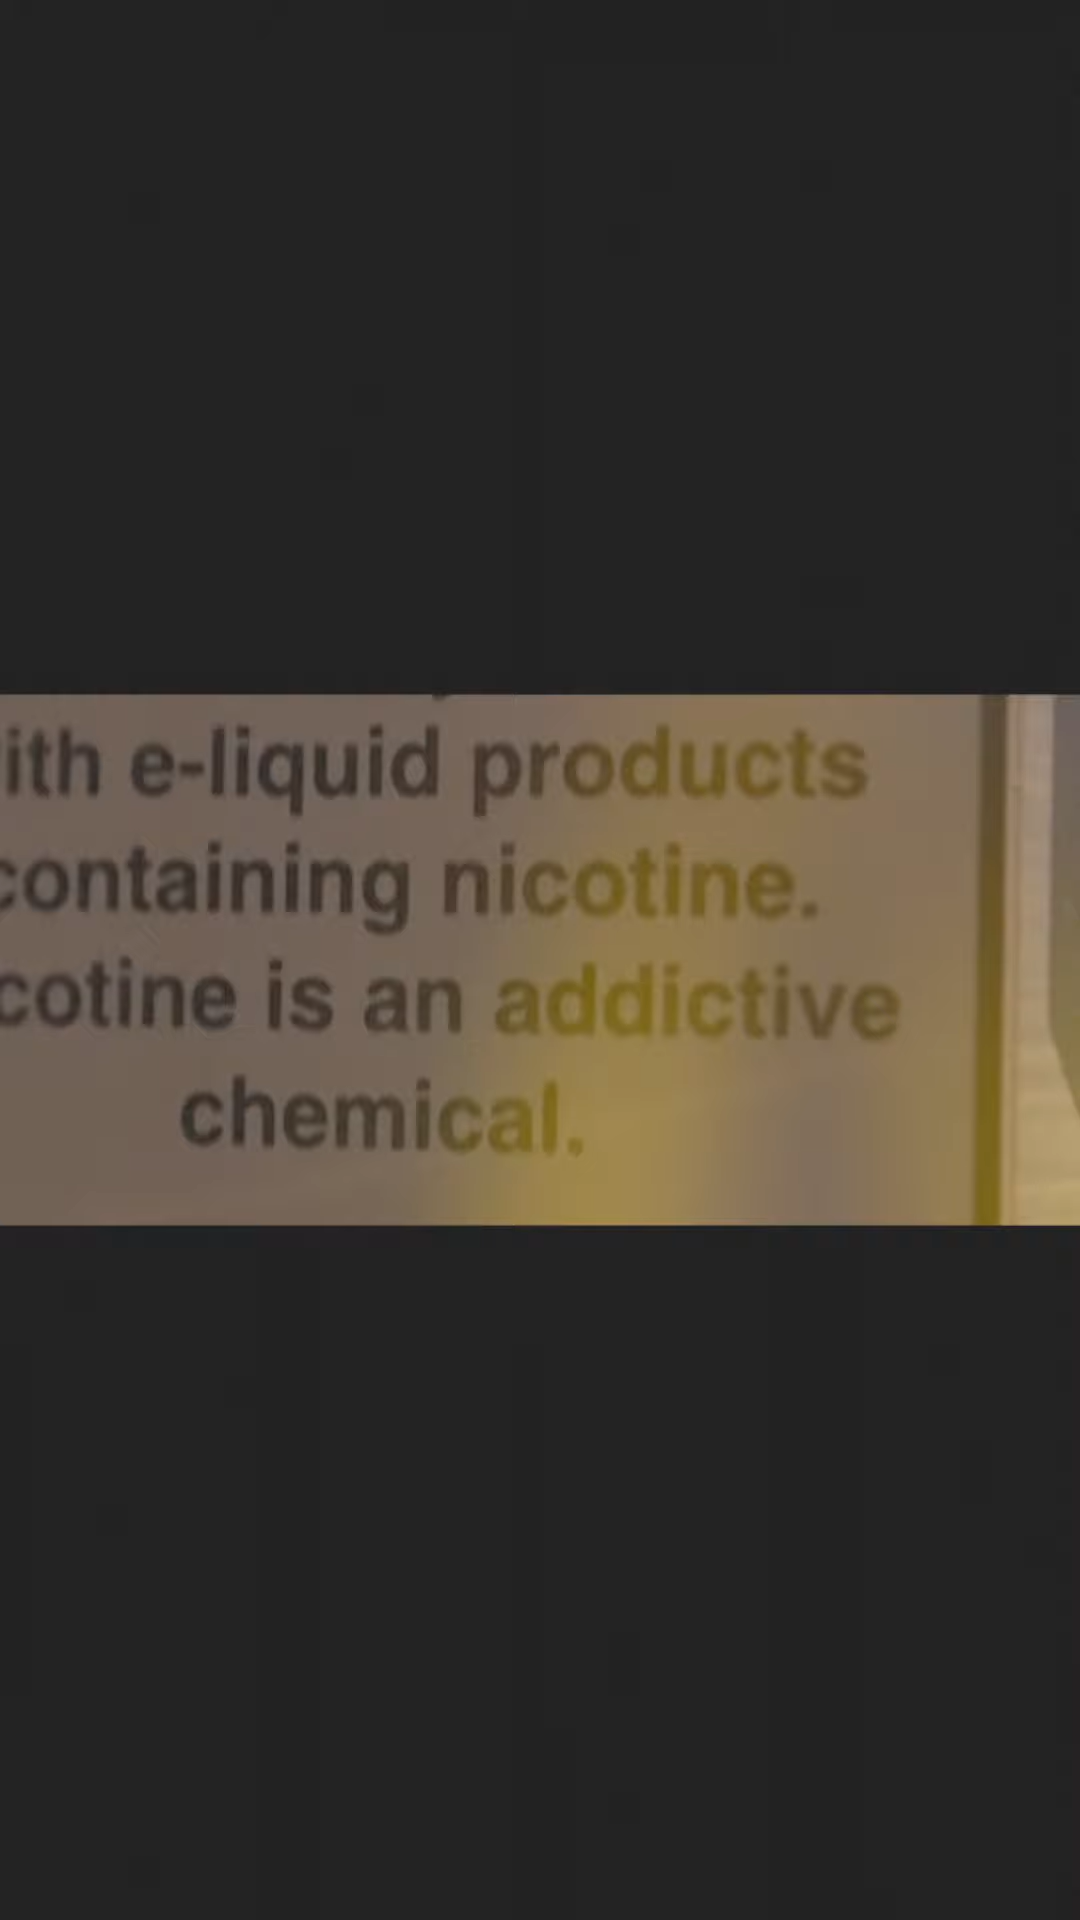 ith e-liquid products
containing nicotine.
cotine is an addictive
chemical.